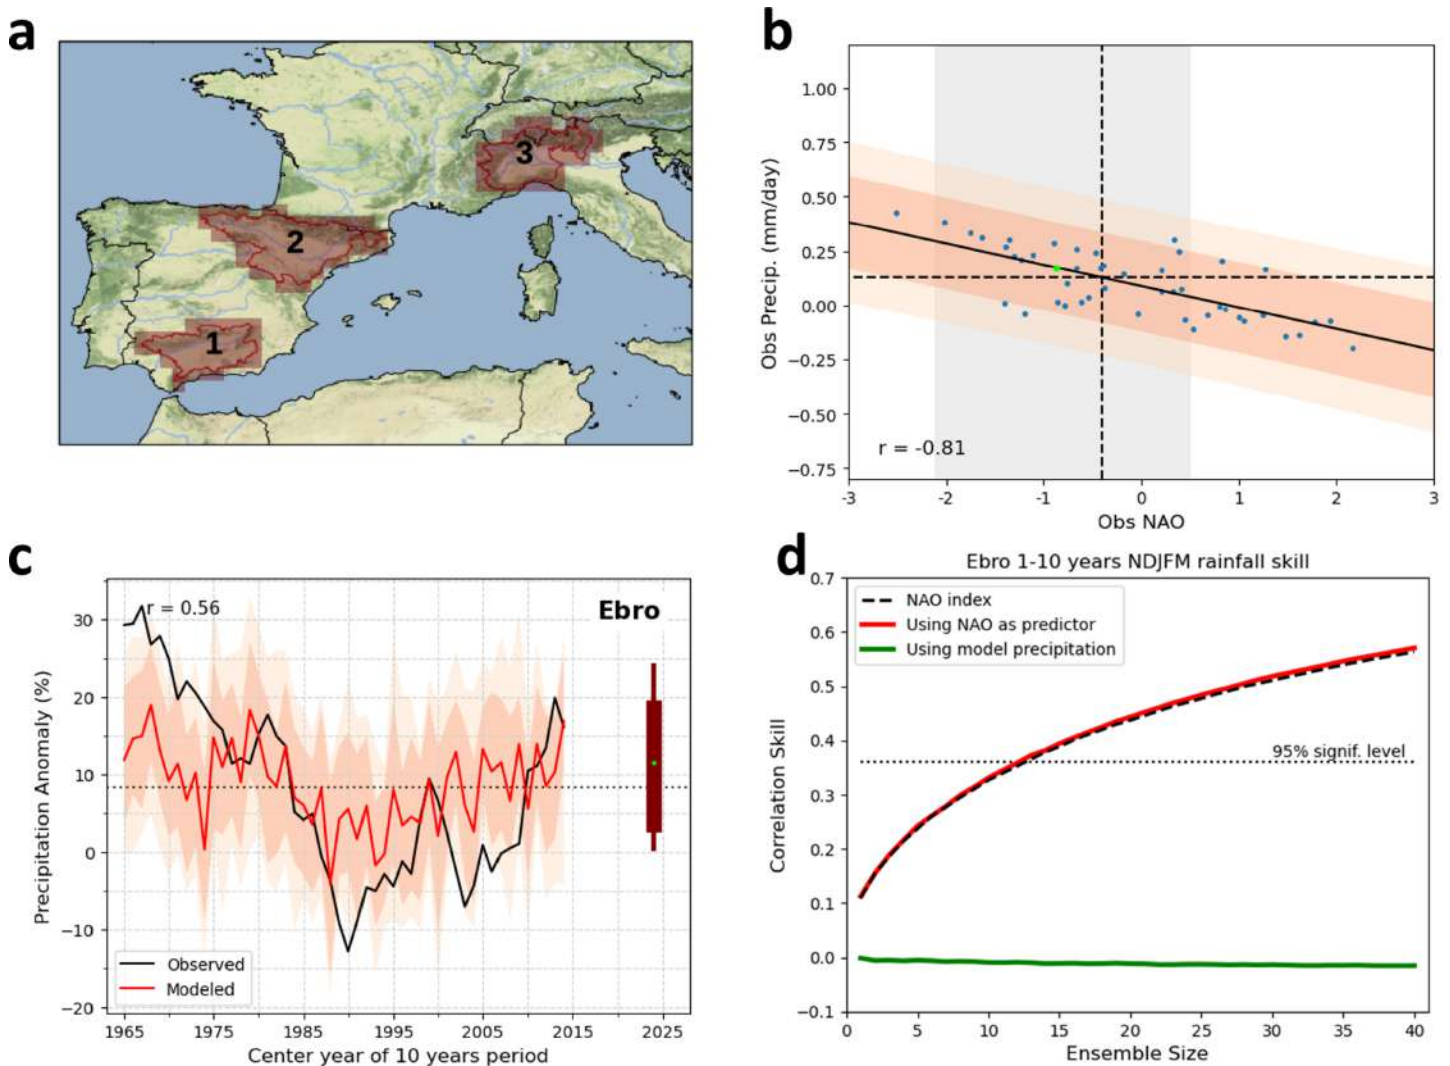 a
3
2
1
b
1.00
0.75
0.50
0.25
0.00
−0.25
−0.50
−0.75
Obs Precip. (mm/day)
r = -0.81
-3 -2 -1 0 1 2 3
Obs NAO
c
r = 0.56
Ebro
30
20
10
0
−10
−20
Precipitation Anomaly (%)
Observed
Modeled
1965 1975 1985 1995 2005 2015 2025
Center year of 10 years period
d
Ebro 1-10 years NDJFM rainfall skill
NAO index
Using NAO as predictor
Using model precipitation
95% signif. level
0.7
0.6
0.5
0.4
0.3
0.2
0.1
0.0
−0.1
Correlation Skill
0 5 10 15 20 25 30 35 40
Ensemble Size